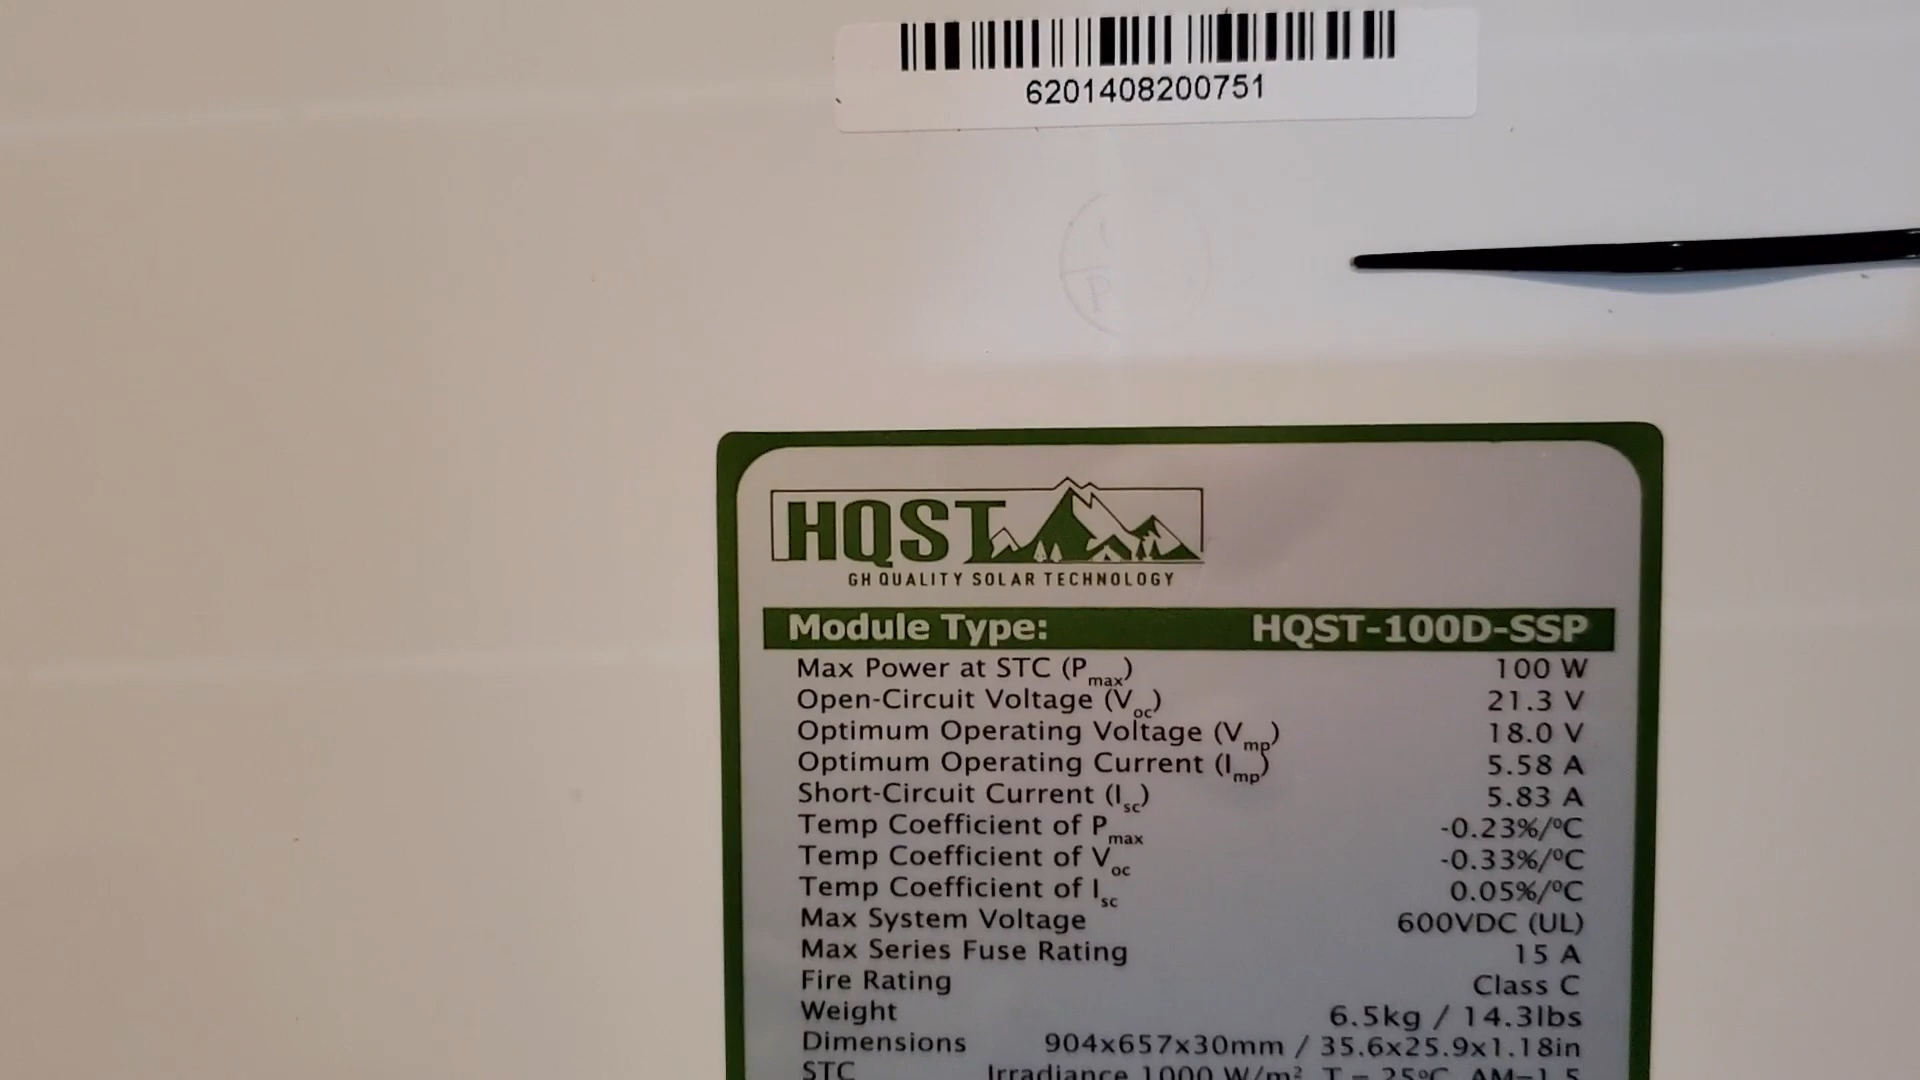 6201408200751
HQST
GH QUALITY SOLAR TECHNOLOGY
Module Type: HQST-100D-SSP
Max Power at STC (Pmax) 100 W
Open-Circuit Voltage (Voc) 21.3 V
Optimum Operating Voltage (Vmp) 18.0 V
Optimum Operating Current (Imp) 5.58 A
Short-Circuit Current (Isc) 5.83 A
Temp Coefficient of Pmax -0.23%/ºC
Temp Coefficient of Voc -0.33%/ºC
Temp Coefficient of Isc 0.05%/ºC
Max System Voltage 600VDC (UL)
Max Series Fuse Rating 15 A
Fire Rating Class C
Weight 6.5kg / 14.3lbs
Dimensions 904x657x30mm / 35.6x25.9x1.18in
STC Irradiance 1000 W/m², T = 25ºC, AM=1.5